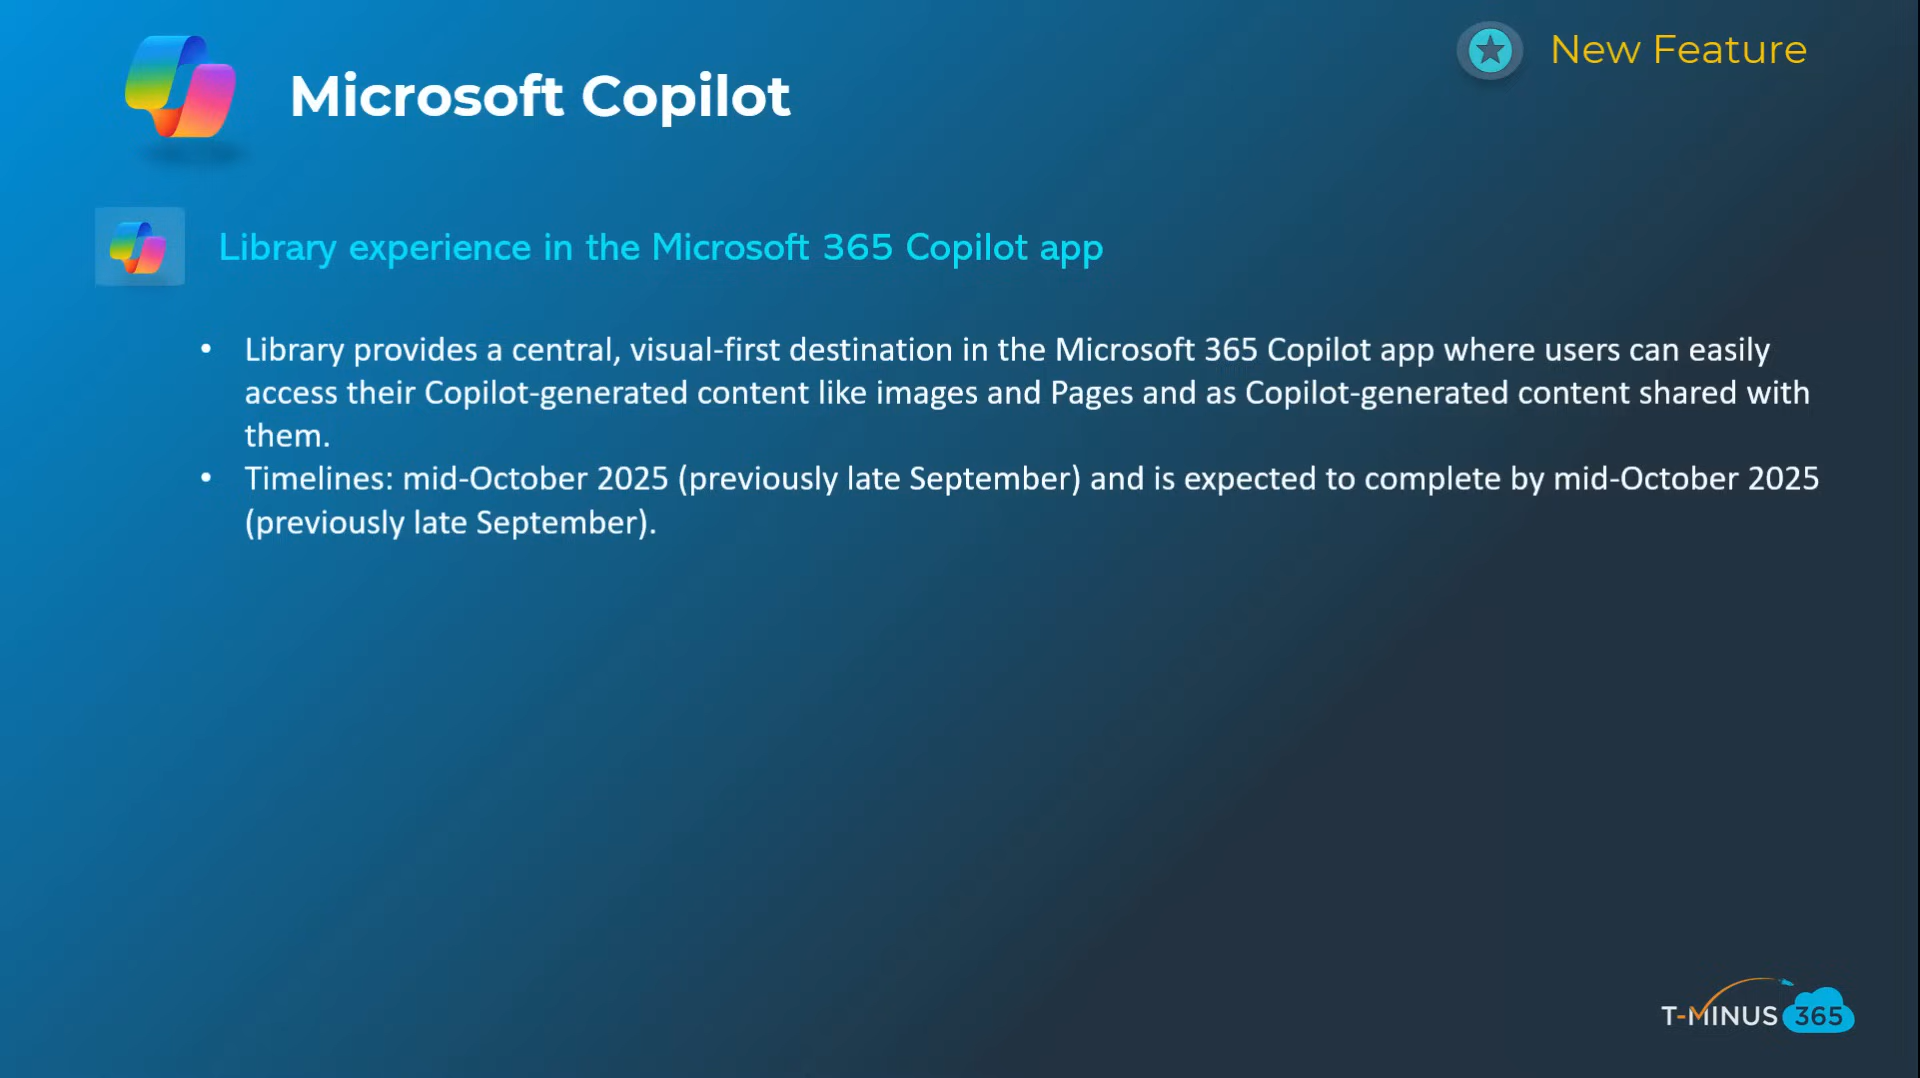 New Feature
Microsoft Copilot
Library experience in the Microsoft 365 Copilot app
• Library provides a central, visual-first destination in the Microsoft 365 Copilot app where users can easily
access their Copilot-generated content like images and Pages and as Copilot-generated content shared with
them.
• Timelines: mid-October 2025 (previously late September) and is expected to complete by mid-October 2025
(previously late September).
T-MINUS 365